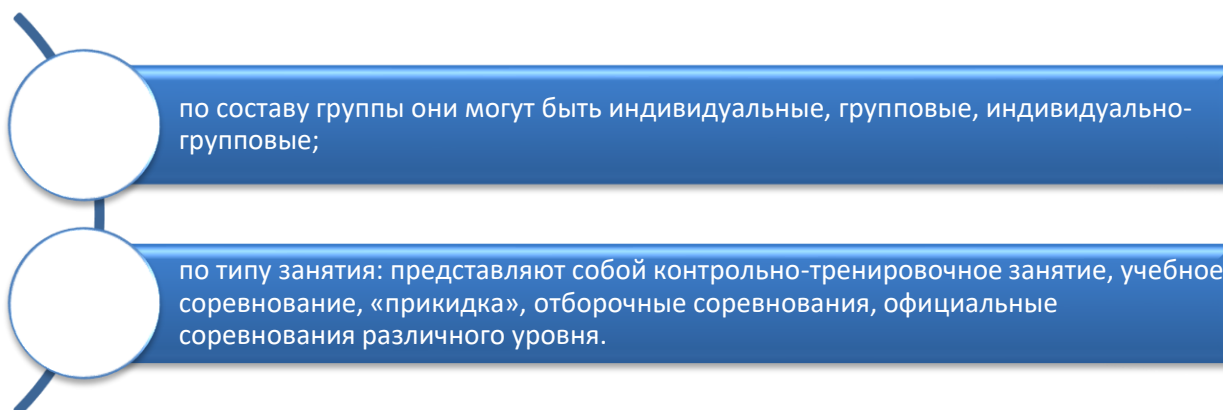 по составу группы они могут быть индивидуальные, групповые, индивидуально-
групповые;
по типу занятия: представляют собой контрольно-тренировочное занятие, учебное
соревнование, «прикидка», отборочные соревнования, официальные
соревнования различного уровня.